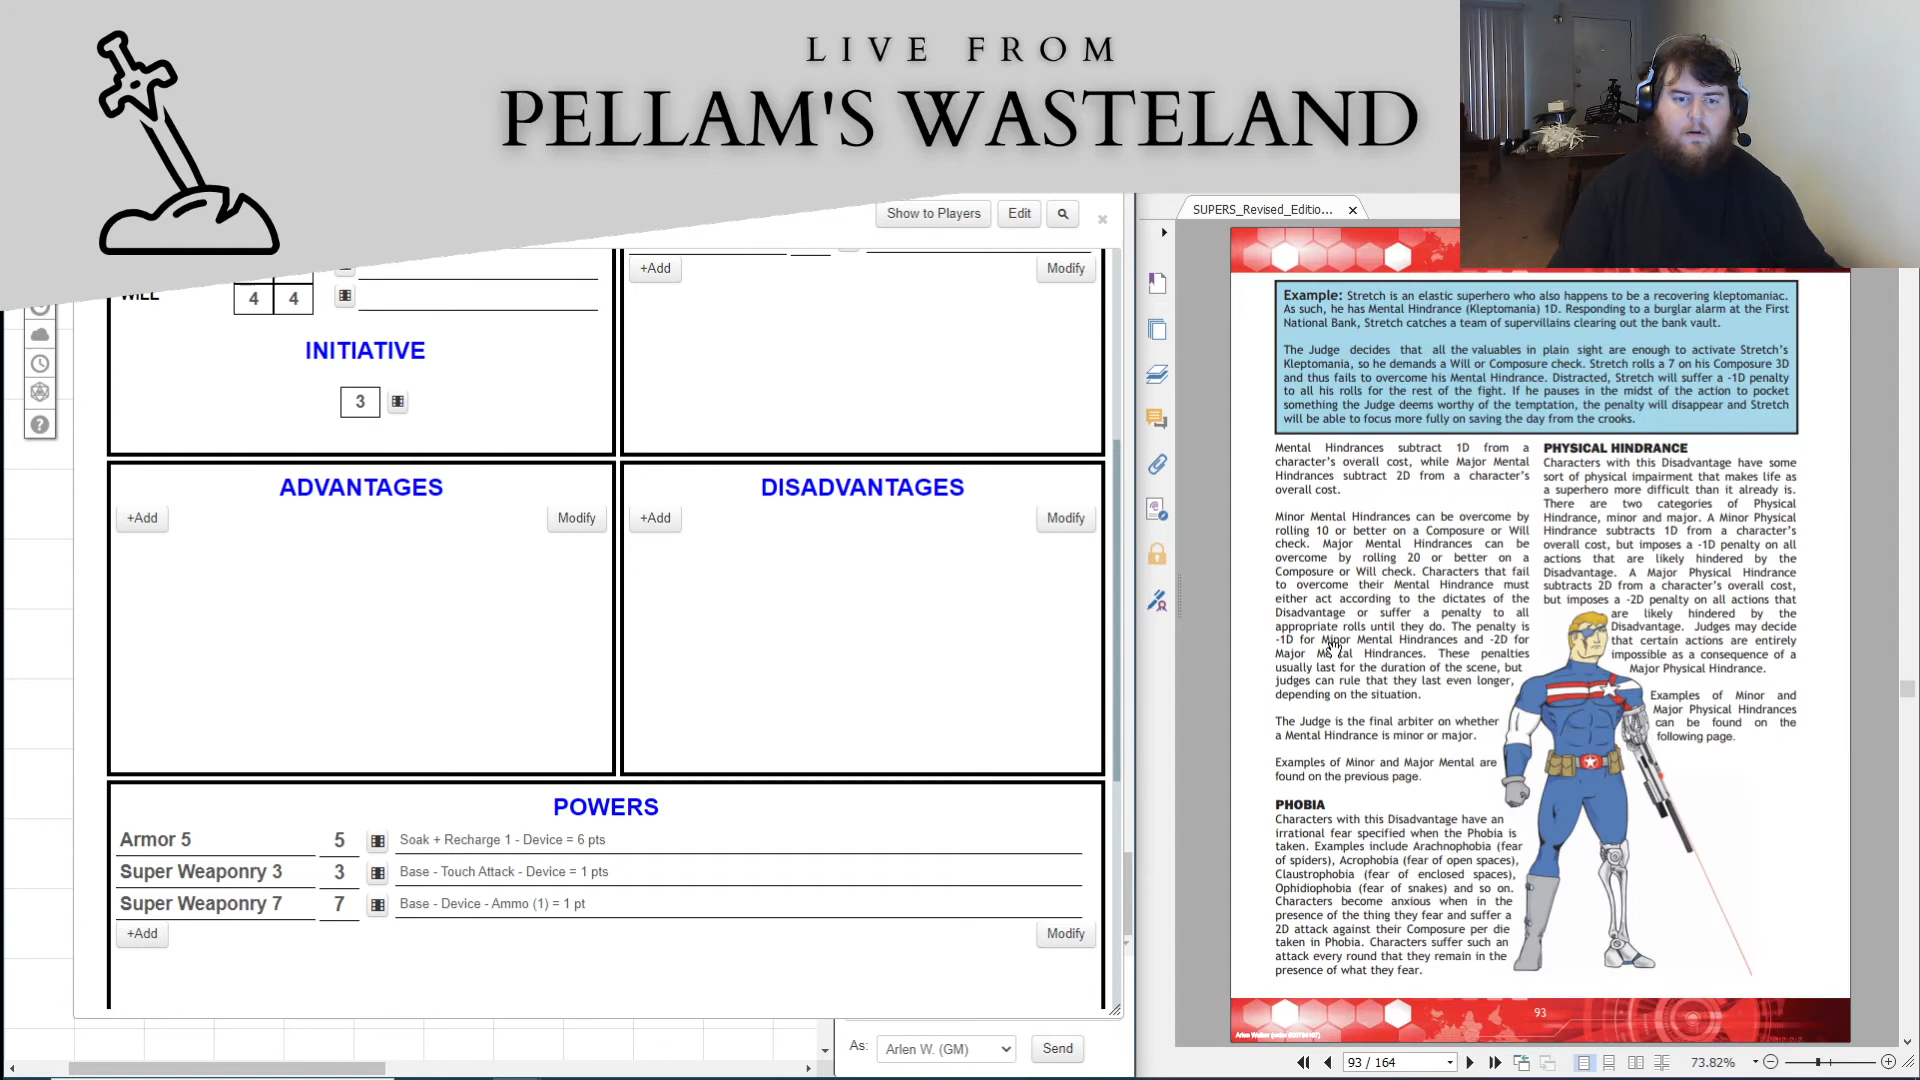 LIVE FROM
PELLAM'S WASTELAND
Show to Players
Edit
SUPERS_Revised_Editio...
+Add
Modify
WILL
4
4
INITIATIVE
3
ADVANTAGES
+Add
Modify
DISADVANTAGES
+Add
Modify
POWERS
Armor 5
5
Soak + Recharge 1 - Device = 6 pts
Super Weaponry 3
3
Base - Touch Attack - Device = 1 pts
Super Weaponry 7
7
Base - Device - Ammo (1) = 1 pt
+Add
Modify
As:
Arlen W. (GM)
Send
Example: Stretch is an elastic superhero who also happens to be a recovering kleptomaniac.
As such, he has Mental Hindrance (Kleptomania) 1D. Responding to a burglar alarm at the First
National Bank, Stretch catches a team of supervillains clearing out the bank vault.
The Judge decides that all the valuables in plain sight are enough to activate Stretch's
Kleptomania, so he demands a Will or Composure check. Stretch rolls a 7 on his Composure 3D
and thus fails to overcome his Mental Hindrance. Distracted, Stretch will suffer a -1D penalty
to all his rolls for the rest of the fight. If he pauses in the midst of the action to pocket
something the Judge deems worthy of the temptation, the penalty will disappear and Stretch
will be able to focus more fully on saving the day from the crooks.
Mental Hindrances subtract 1D from a
character's overall cost, while Major Mental
Hindrances subtract 2D from a character's
overall cost.
Minor Mental Hindrances can be overcome by
rolling 10 or better on a Composure or Will
check. Major Mental Hindrances can be
overcome by rolling 20 or better on a
Composure or Will check. Characters that fail
to overcome their Mental Hindrance must
either act according to the dictates of the
Disadvantage or suffer a penalty to all
appropriate rolls until they do. The penalty is
-1D for Minor Mental Hindrances and -2D for
Major Mental Hindrances. These penalties
usually last for the duration of the scene, but
judges can rule that they last even longer,
depending on the situation.
The Judge is the final arbiter on whether
a Mental Hindrance is minor or major.
Examples of Minor and Major Mental are
found on the previous page.
PHOBIA
Characters with this Disadvantage have an
irrational fear specified when the Phobia is
taken. Examples include Arachnophobia (fear
of spiders), Acrophobia (fear of open spaces),
Claustrophobia (fear of enclosed spaces),
Ophidiophobia (fear of snakes) and so on.
Characters become anxious when in the
presence of the thing they fear and suffer a
2D attack against their Composure per die
taken in Phobia. Characters suffer such an
attack every round that they remain in the
presence of what they fear.
PHYSICAL HINDRANCE
Characters with this Disadvantage have some
sort of physical impairment that makes life as
a superhero more difficult than it already is.
There are two categories of Physical
Hindrance, minor and major. A Minor Physical
Hindrance subtracts 1D from a character's
overall cost, but imposes a -1D penalty on all
actions that are likely hindered by the
Disadvantage. A Major Physical Hindrance
subtracts 2D from a character's overall cost,
but imposes a -2D penalty on all actions that
are likely hindered by the
Disadvantage. Judges may decide
that certain actions are entirely
impossible as a consequence of a
Major Physical Hindrance.
Examples of Minor and
Major Physical Hindrances
can be found on the
following page.
93
93 / 164
73.82%